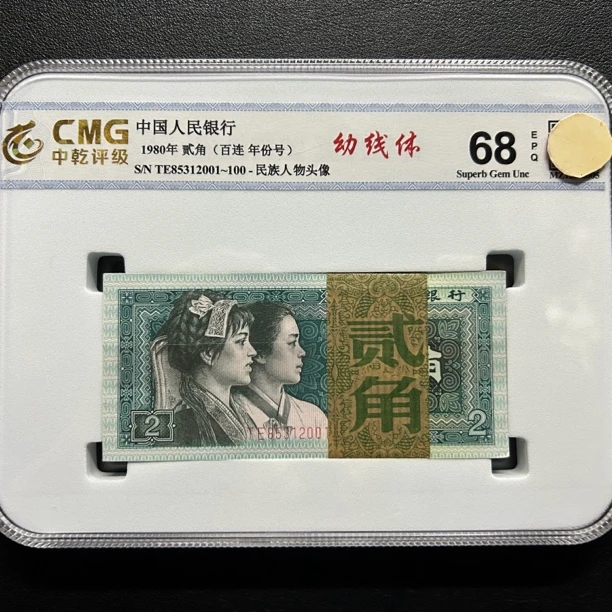 CMG
中乾评级
中国人民银行
1980年 贰角（百连 年份号）
S/N TE85312001~100 - 民族人物头像
幼线体
68
EPQ
Superb Gem Unc
银行
贰角
2
TE8531200
2